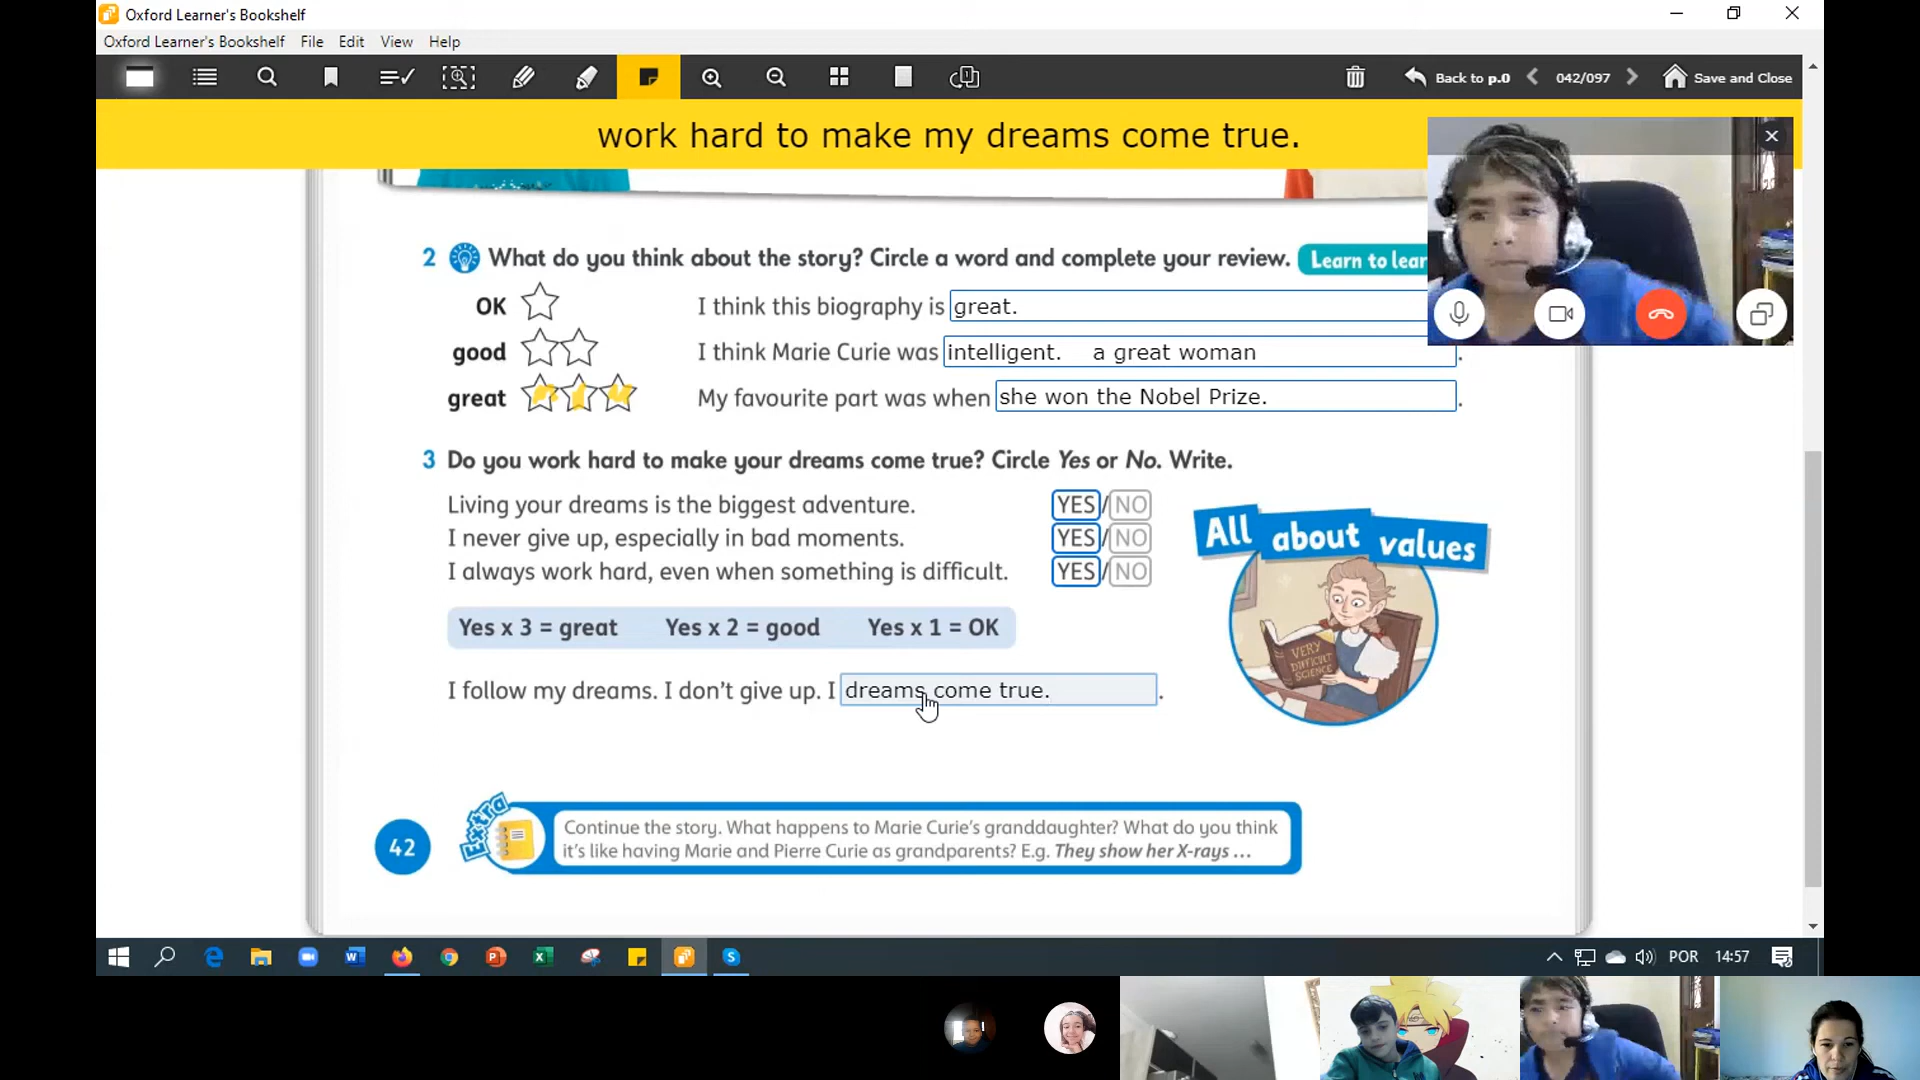 Oxford Learner's Bookshelf
Oxford Learner's Bookshelf File Edit View Help
Back to p.0 042/097 Save and Close
work hard to make my dreams come true.
2 What do you think about the story? Circle a word and complete your review. Learn to lear
OK I think this biography is great.
good I think Marie Curie was intelligent. a great woman .
great My favourite part was when she won the Nobel Prize. .
3 Do you work hard to make your dreams come true? Circle Yes or No. Write.
Living your dreams is the biggest adventure. YES/NO
I never give up, especially in bad moments. YES/NO
I always work hard, even when something is difficult. YES/NO
All about values
VERY DIFFICULT SCIENCE
Yes x 3 = great Yes x 2 = good Yes x 1 = OK
I follow my dreams. I don't give up. I dreams come true. .
Extra
Continue the story. What happens to Marie Curie's granddaughter? What do you think
it's like having Marie and Pierre Curie as grandparents? E.g. They show her X-rays ...
42
POR 14:57